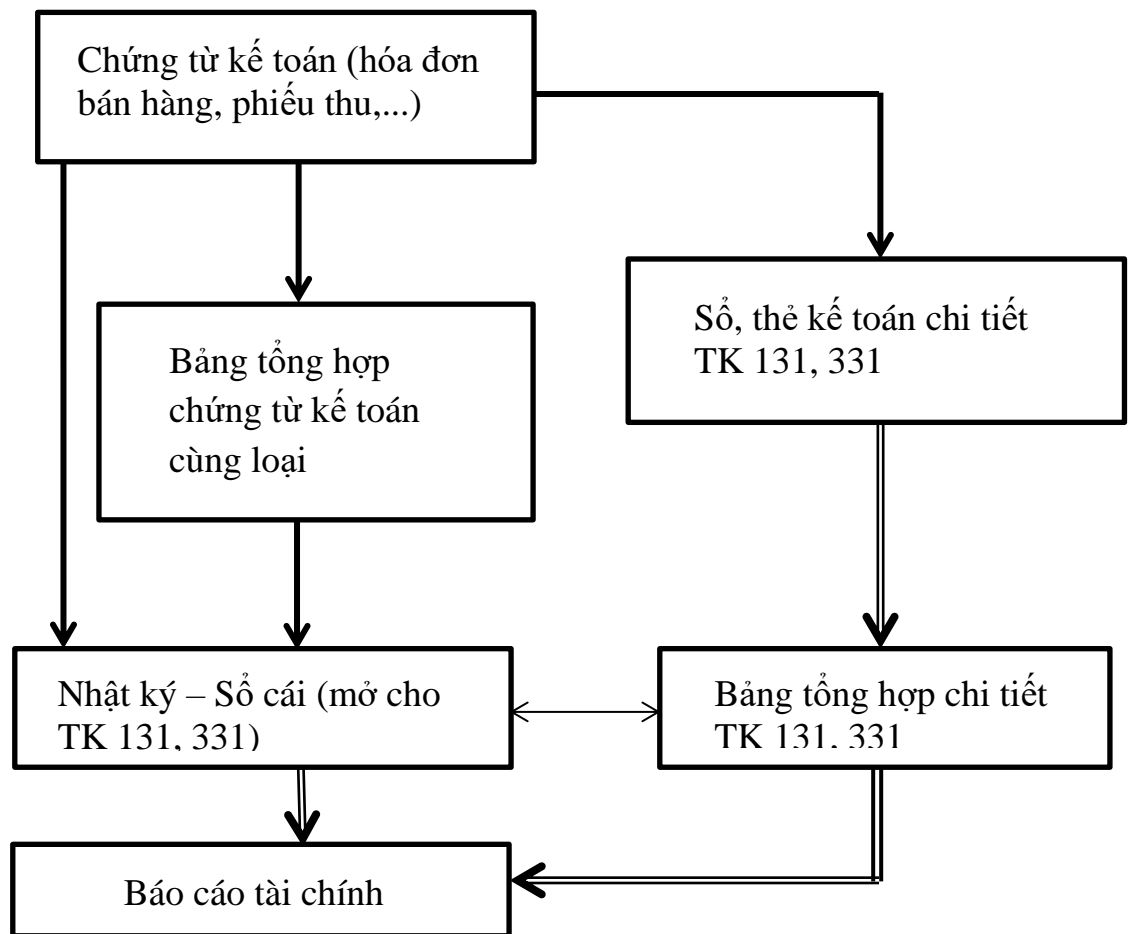 Chứng từ kế toán (hóa đơn
bán hàng, phiếu thu,...)
Sổ, thẻ kế toán chi tiết
TK 131, 331
Bảng tổng hợp
chứng từ kế toán
cùng loại
Nhật ký – Sổ cái (mở cho
TK 131, 331)
Bảng tổng hợp chi tiết
TK 131, 331
Báo cáo tài chính